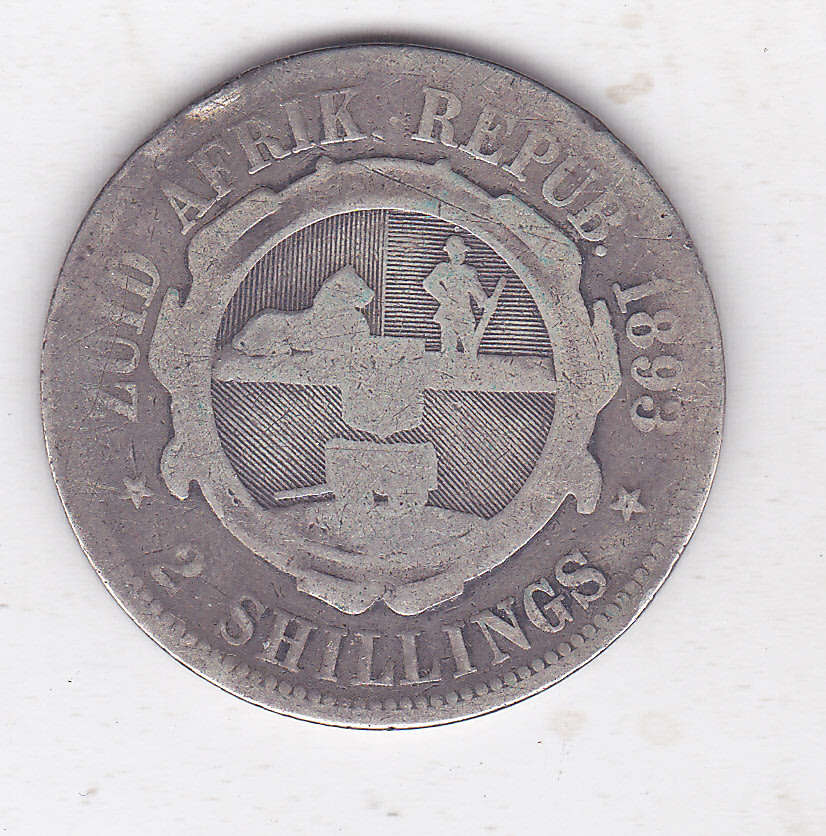 ZUID AFRIK. REPUB. 1893
2 SHILLINGS